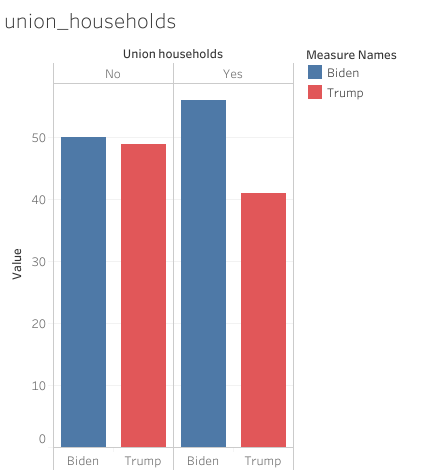 union_households
Union households
No Yes
Measure Names
Biden
Trump
Value
50
40
30
20
10
0
Biden Trump Biden Trump